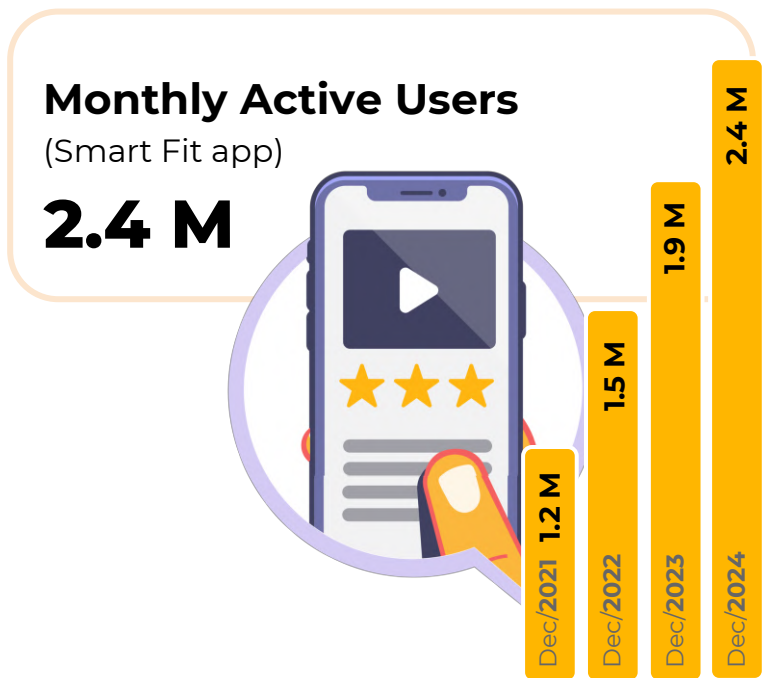 Monthly Active Users
(Smart Fit app)
2.4 M
Dec/2021 1.2 M
Dec/2022 1.5 M
Dec/2023 1.9 M
Dec/2024 2.4 M